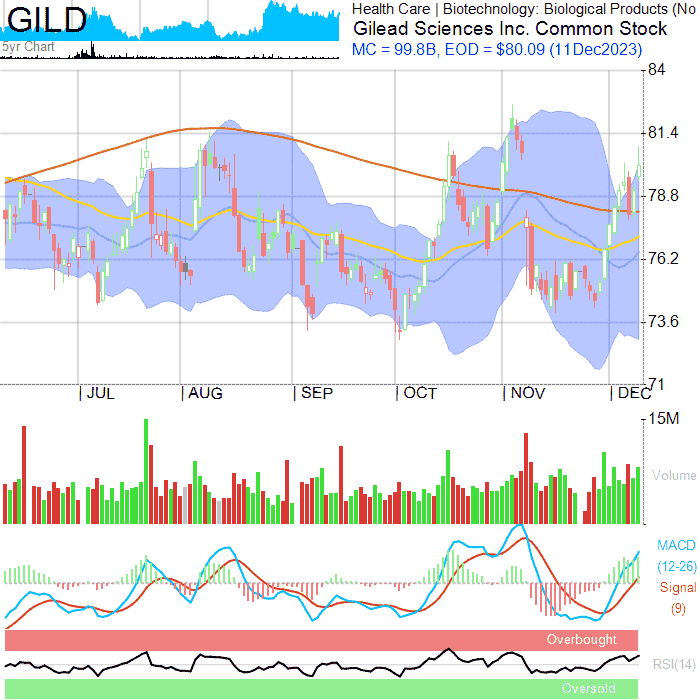 GILD
5yr Chart
Health Care | Biotechnology: Biological Products (No
Gilead Sciences Inc. Common Stock
MC = 99.8B, EOD = $80.09 (11Dec2023)
84
81.4
78.8
76.2
73.6
71
| JUL | AUG | SEP | OCT | NOV | DEC
15M
Volume
MACD
(12-26)
Signal
(9)
Overbought
RSI(14)
Oversold